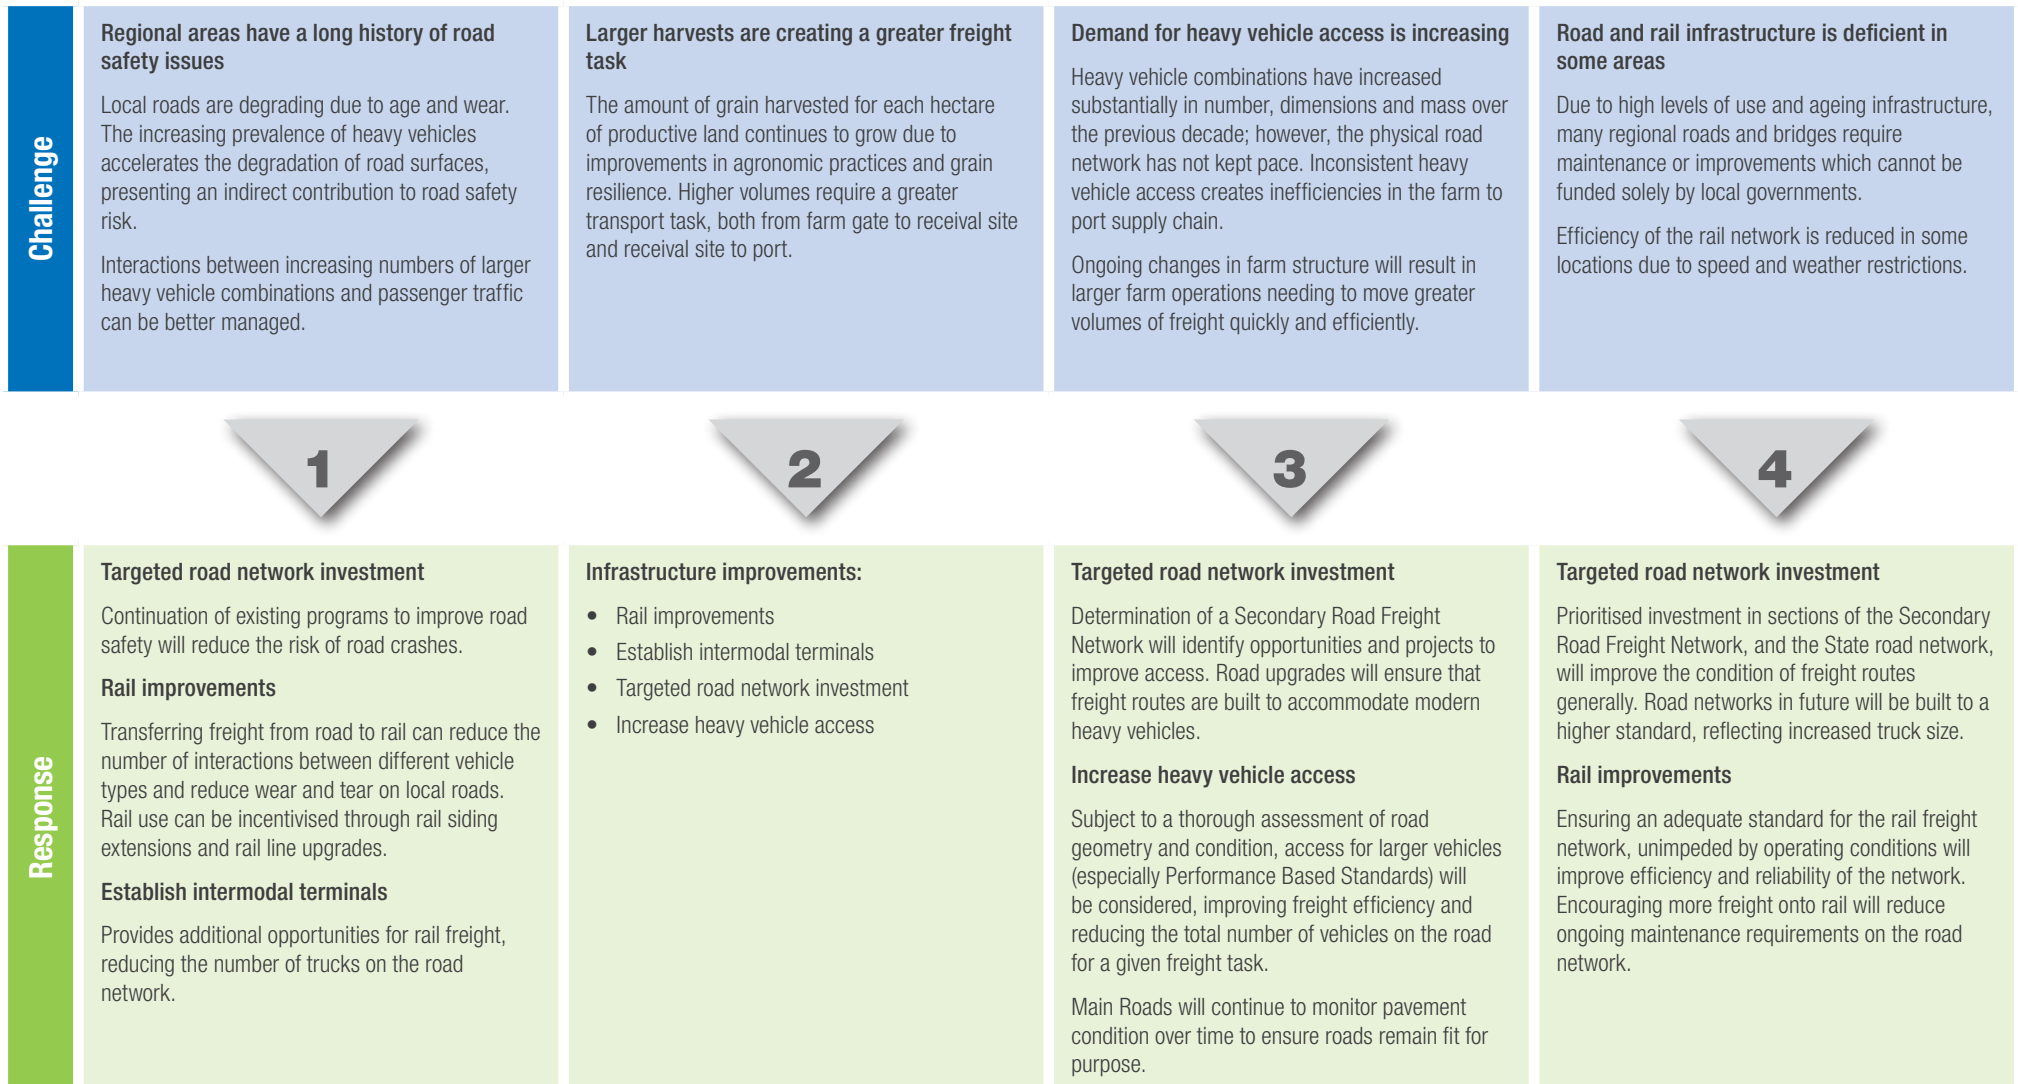 Challenge
Regional areas have a long history of road
safety issues
Local roads are degrading due to age and wear.
The increasing prevalence of heavy vehicles
accelerates the degradation of road surfaces,
presenting an indirect contribution to road safety
risk.
Interactions between increasing numbers of larger
heavy vehicle combinations and passenger traffic
can be better managed.
Larger harvests are creating a greater freight
task
The amount of grain harvested for each hectare
of productive land continues to grow due to
improvements in agronomic practices and grain
resilience. Higher volumes require a greater
transport task, both from farm gate to receival site
and receival site to port.
Demand for heavy vehicle access is increasing
Heavy vehicle combinations have increased
substantially in number, dimensions and mass over
the previous decade; however, the physical road
network has not kept pace. Inconsistent heavy
vehicle access creates inefficiencies in the farm to
port supply chain.
Ongoing changes in farm structure will result in
larger farm operations needing to move greater
volumes of freight quickly and efficiently.
Road and rail infrastructure is deficient in
some areas
Due to high levels of use and ageing infrastructure,
many regional roads and bridges require
maintenance or improvements which cannot be
funded solely by local governments.
Efficiency of the rail network is reduced in some
locations due to speed and weather restrictions.
1
2
3
4
Response
Targeted road network investment
Continuation of existing programs to improve road
safety will reduce the risk of road crashes.
Rail improvements
Transferring freight from road to rail can reduce the
number of interactions between different vehicle
types and reduce wear and tear on local roads.
Rail use can be incentivised through rail siding
extensions and rail line upgrades.
Establish intermodal terminals
Provides additional opportunities for rail freight,
reducing the number of trucks on the road
network.
Infrastructure improvements:
• Rail improvements
• Establish intermodal terminals
• Targeted road network investment
• Increase heavy vehicle access
Targeted road network investment
Determination of a Secondary Road Freight
Network will identify opportunities and projects to
improve access. Road upgrades will ensure that
freight routes are built to accommodate modern
heavy vehicles.
Increase heavy vehicle access
Subject to a thorough assessment of road
geometry and condition, access for larger vehicles
(especially Performance Based Standards) will
be considered, improving freight efficiency and
reducing the total number of vehicles on the road
for a given freight task.
Main Roads will continue to monitor pavement
condition over time to ensure roads remain fit for
purpose.
Targeted road network investment
Prioritised investment in sections of the Secondary
Road Freight Network, and the State road network,
will improve the condition of freight routes
generally. Road networks in future will be built to a
higher standard, reflecting increased truck size.
Rail improvements
Ensuring an adequate standard for the rail freight
network, unimpeded by operating conditions will
improve efficiency and reliability of the network.
Encouraging more freight onto rail will reduce
ongoing maintenance requirements on the road
network.